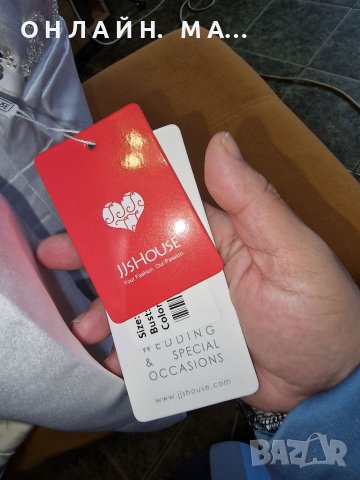 ОНЛАЙН. МА...
JJsHOUSE
Your Fashion. Our Passion.
Size:
Bust:
Color
WEDDING
& SPECIAL
OCCASIONS
www.jjshouse.com
BAZAR